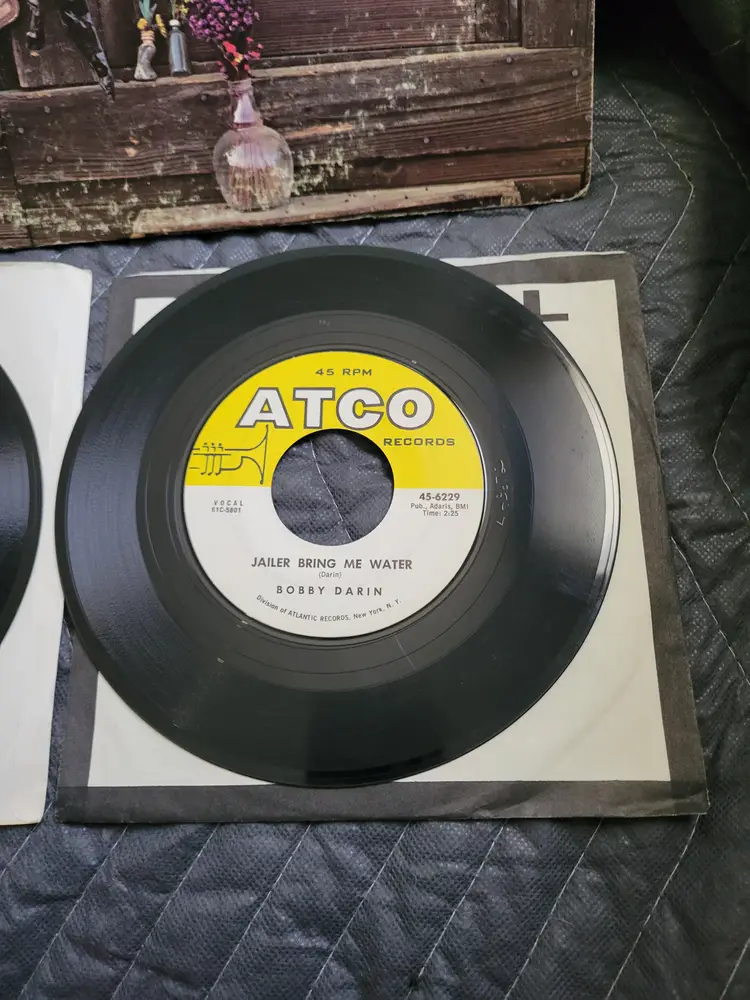 45 RPM
ATCO
RECORDS
VOCAL
61C-5801
45-6229
Pub., Adaris, BMI
Time: 2:25
JAILER BRING ME WATER
(Darin)
BOBBY DARIN
Division of ATLANTIC RECORDS, New York, N. Y.